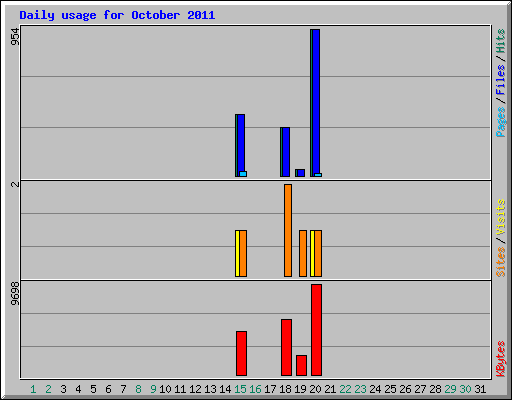 Daily usage for October 2011
954
2
9698
Pages/Files/Hits
Sites/Visits
KBytes
1 2 3 4 5 6 7 8 9 10 11 12 13 14 15 16 17 18 19 20 21 22 23 24 25 26 27 28 29 30 31